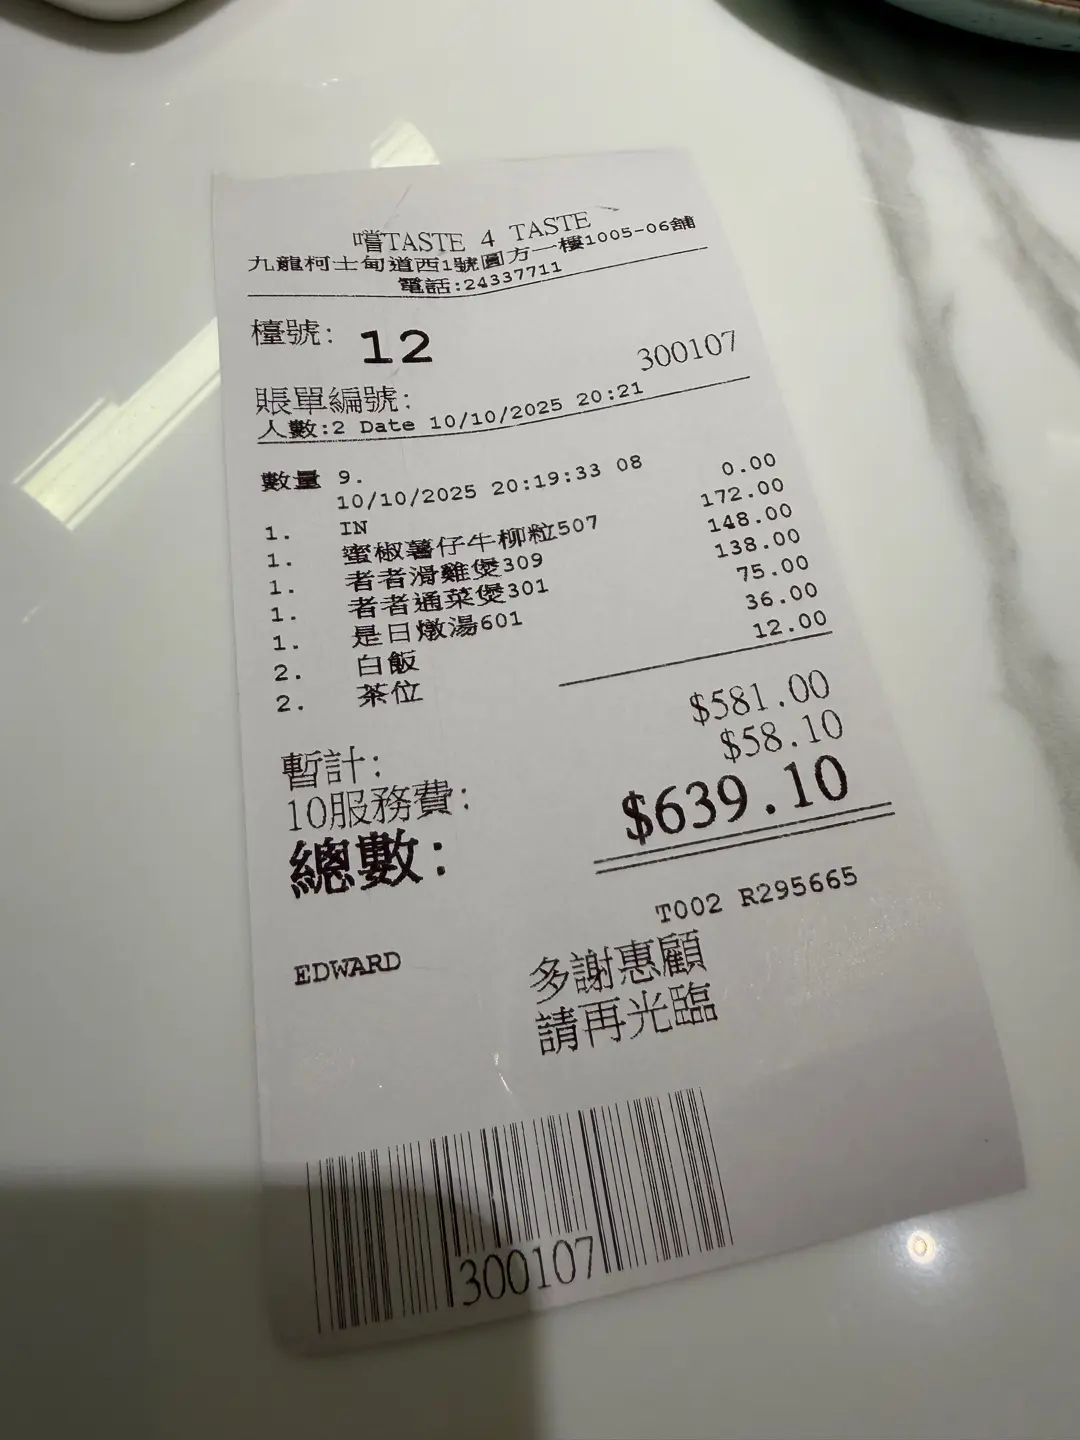 嚐TASTE 4 TASTE
九龍柯士甸道西1號圓方一樓1005-06舖
電話:24337711
檯號: 12
300107
賬單編號:
人數:2 Date 10/10/2025 20:21
數量 9.
10/10/2025 20:19:33 08
1. IN 0.00
1. 蜜椒薯仔牛柳粒507 172.00
1. 者者滑雞煲309 148.00
1. 者者通菜煲301 138.00
1. 是日燉湯601 75.00
2. 白飯 36.00
2. 茶位 12.00
暫計: $581.00
10服務費: $58.10
總數: $639.10
T002 R295665
EDWARD
多謝惠顧
請再光臨
300107